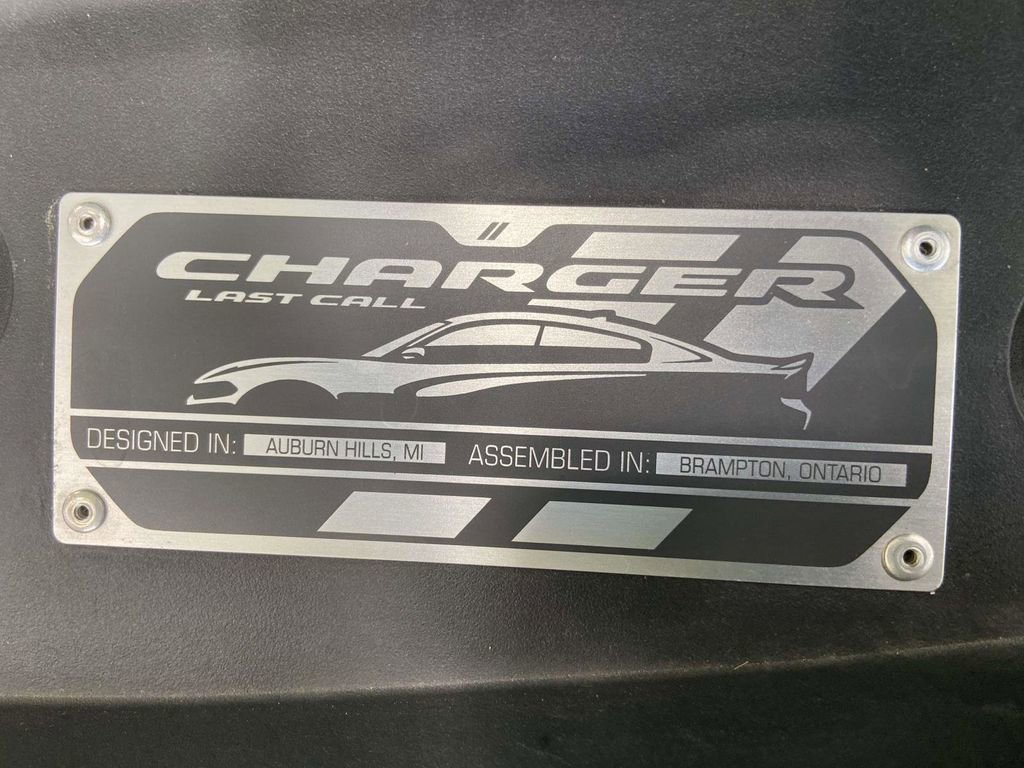 CHARGER
LAST CALL
DESIGNED IN: AUBURN HILLS, MI ASSEMBLED IN: BRAMPTON, ONTARIO